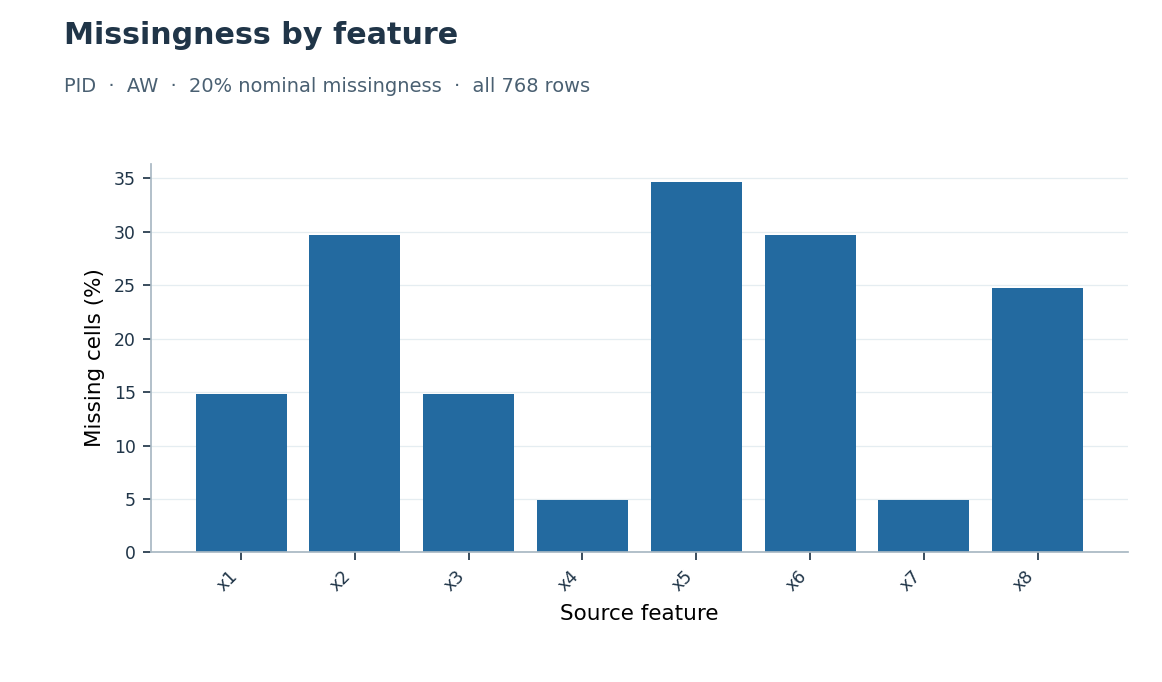 Missingness by feature
PID · AW · 20% nominal missingness · all 768 rows
35
30
25
20
15
10
5
0
Missing cells (%)
x1 x2 x3 x4 x5 x6 x7 x8
Source feature